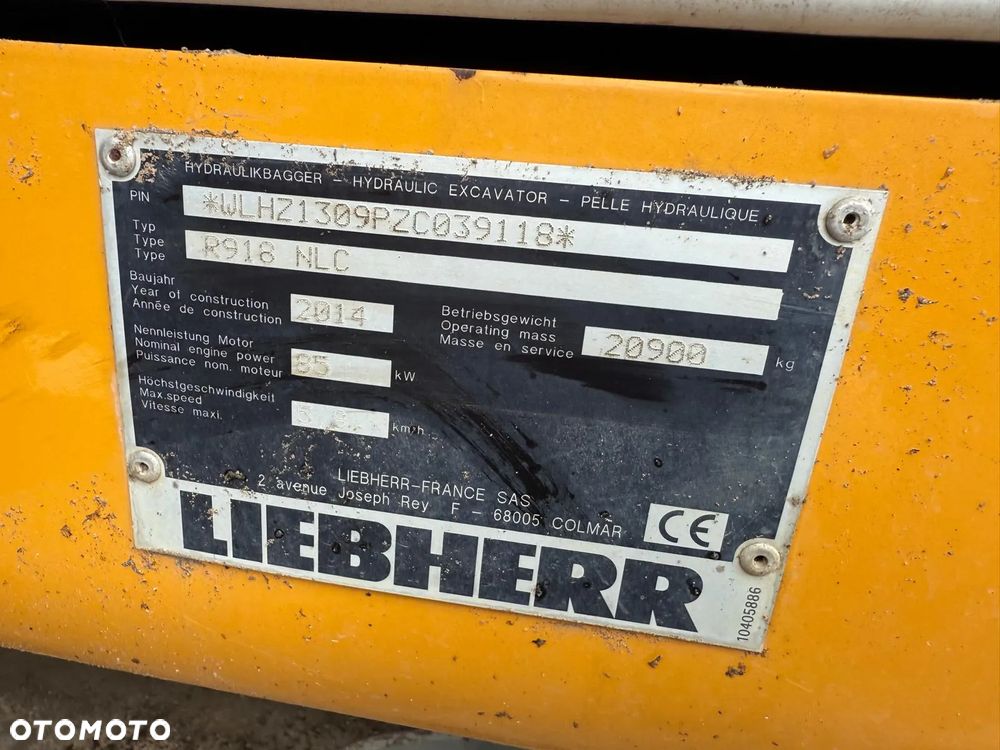 HYDRAULIKBAGGER - HYDRAULIC EXCAVATOR - PELLE HYDRAULIQUE
PIN *WLHZ1309PZC039118*
Typ
Type
Type R918 NLC
Baujahr
Year of construction
Année de construction 2014
Betriebsgewicht
Operating mass
Masse en service 20900 kg
Nennleistung Motor
Nominal engine power
Puissance nom. moteur 85 kW
Höchstgeschwindigkeit
Max.speed
Vitesse maxi. km/h
LIEBHERR-FRANCE SAS
2 avenue Joseph Rey F - 68005 COLMAR
CE
LIEBHERR
10405886
OTOMOTO